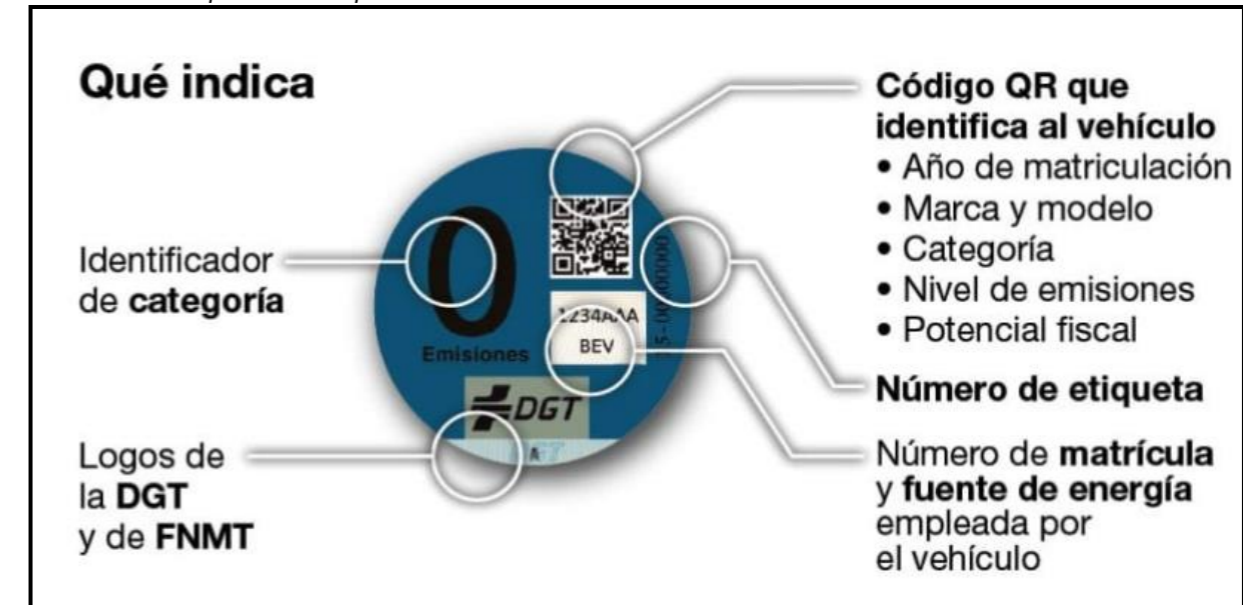 Qué indica
Identificador
de categoría
Logos de
la DGT
y de FNMT
0
Emisiones
1234AAA
BEV
DGT
Código QR que
identifica al vehículo
• Año de matriculación
• Marca y modelo
• Categoría
• Nivel de emisiones
• Potencial fiscal
Número de etiqueta
Número de matrícula
y fuente de energía
empleada por
el vehículo